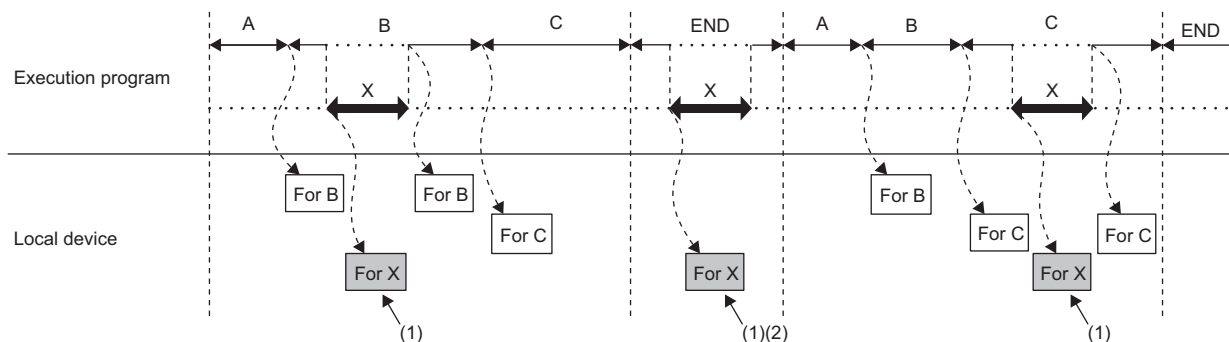 A B C END A B C END
Execution program
X X X
For B For B For B
Local device
For C For C For C
For X For X For X
(1) (1)(2) (1)